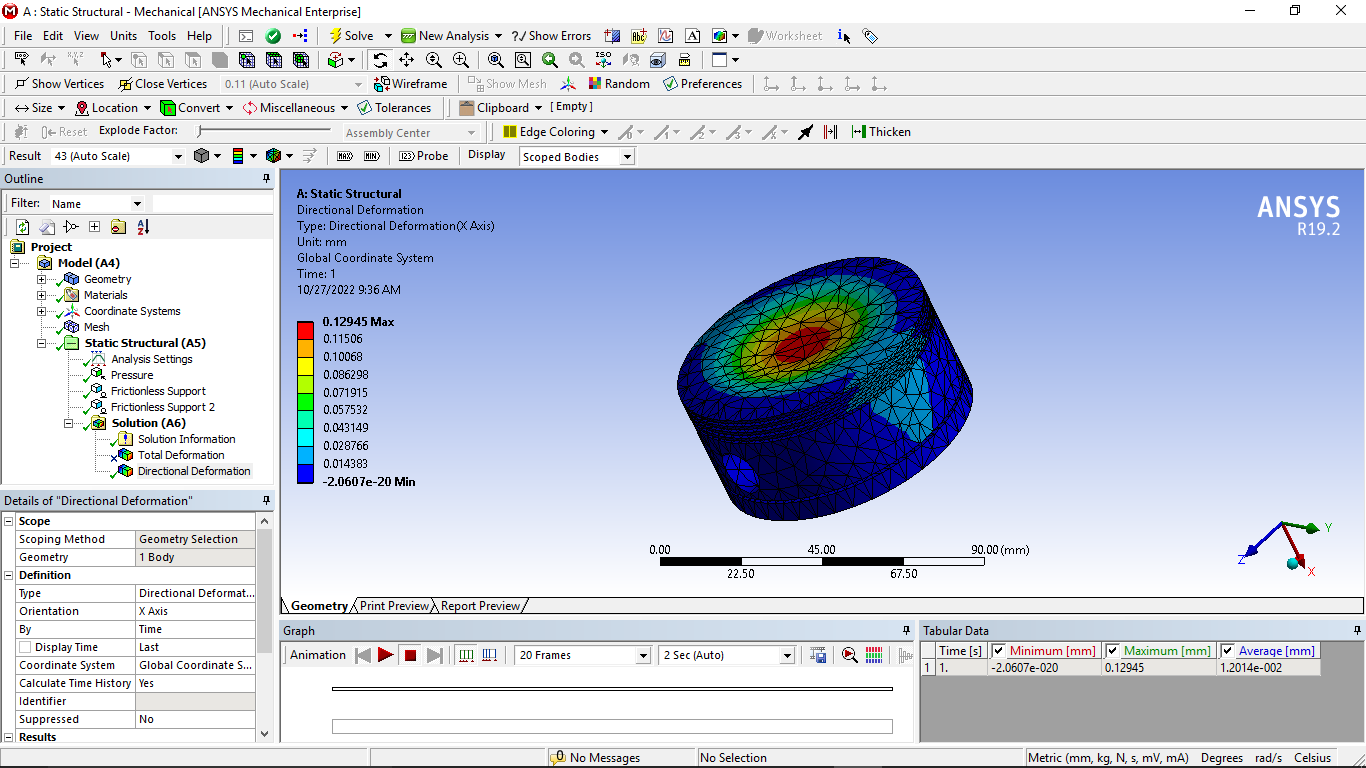 A : Static Structural - Mechanical [ANSYS Mechanical Enterprise]
File Edit View Units Tools Help Solve New Analysis ?/ Show Errors Worksheet
Show Vertices Close Vertices 0.11 (Auto Scale) Wireframe Show Mesh Random Preferences
Size Location Convert Miscellaneous Tolerances Clipboard [ Empty ]
Reset Explode Factor: Assembly Center Edge Coloring Thicken
Result 43 (Auto Scale) MAX MIN 123 Probe Display Scoped Bodies
Outline
Filter: Name
Project
Model (A4)
Geometry
Materials
Coordinate Systems
Mesh
Static Structural (A5)
Analysis Settings
Pressure
Frictionless Support
Frictionless Support 2
Solution (A6)
Solution Information
Total Deformation
Directional Deformation
Details of "Directional Deformation"
Scope
Scoping Method Geometry Selection
Geometry 1 Body
Definition
Type Directional Deformat...
Orientation X Axis
By Time
Display Time Last
Coordinate System Global Coordinate S...
Calculate Time History Yes
Identifier
Suppressed No
Results
A: Static Structural
Directional Deformation
Type: Directional Deformation(X Axis)
Unit: mm
Global Coordinate System
Time: 1
10/27/2022 9:36 AM
0.12945 Max
0.11506
0.10068
0.086298
0.071915
0.057532
0.043149
0.028766
0.014383
-2.0607e-20 Min
ANSYS
R19.2
0.00 45.00 90.00 (mm)
22.50 67.50
Y
Z
X
Geometry Print Preview Report Preview
Graph
Animation 20 Frames 2 Sec (Auto)
Tabular Data
Time [s] Minimum [mm] Maximum [mm] Average [mm]
1 1. -2.0607e-020 0.12945 1.2014e-002
0 No Messages No Selection Metric (mm, kg, N, s, mV, mA) Degrees rad/s Celsius